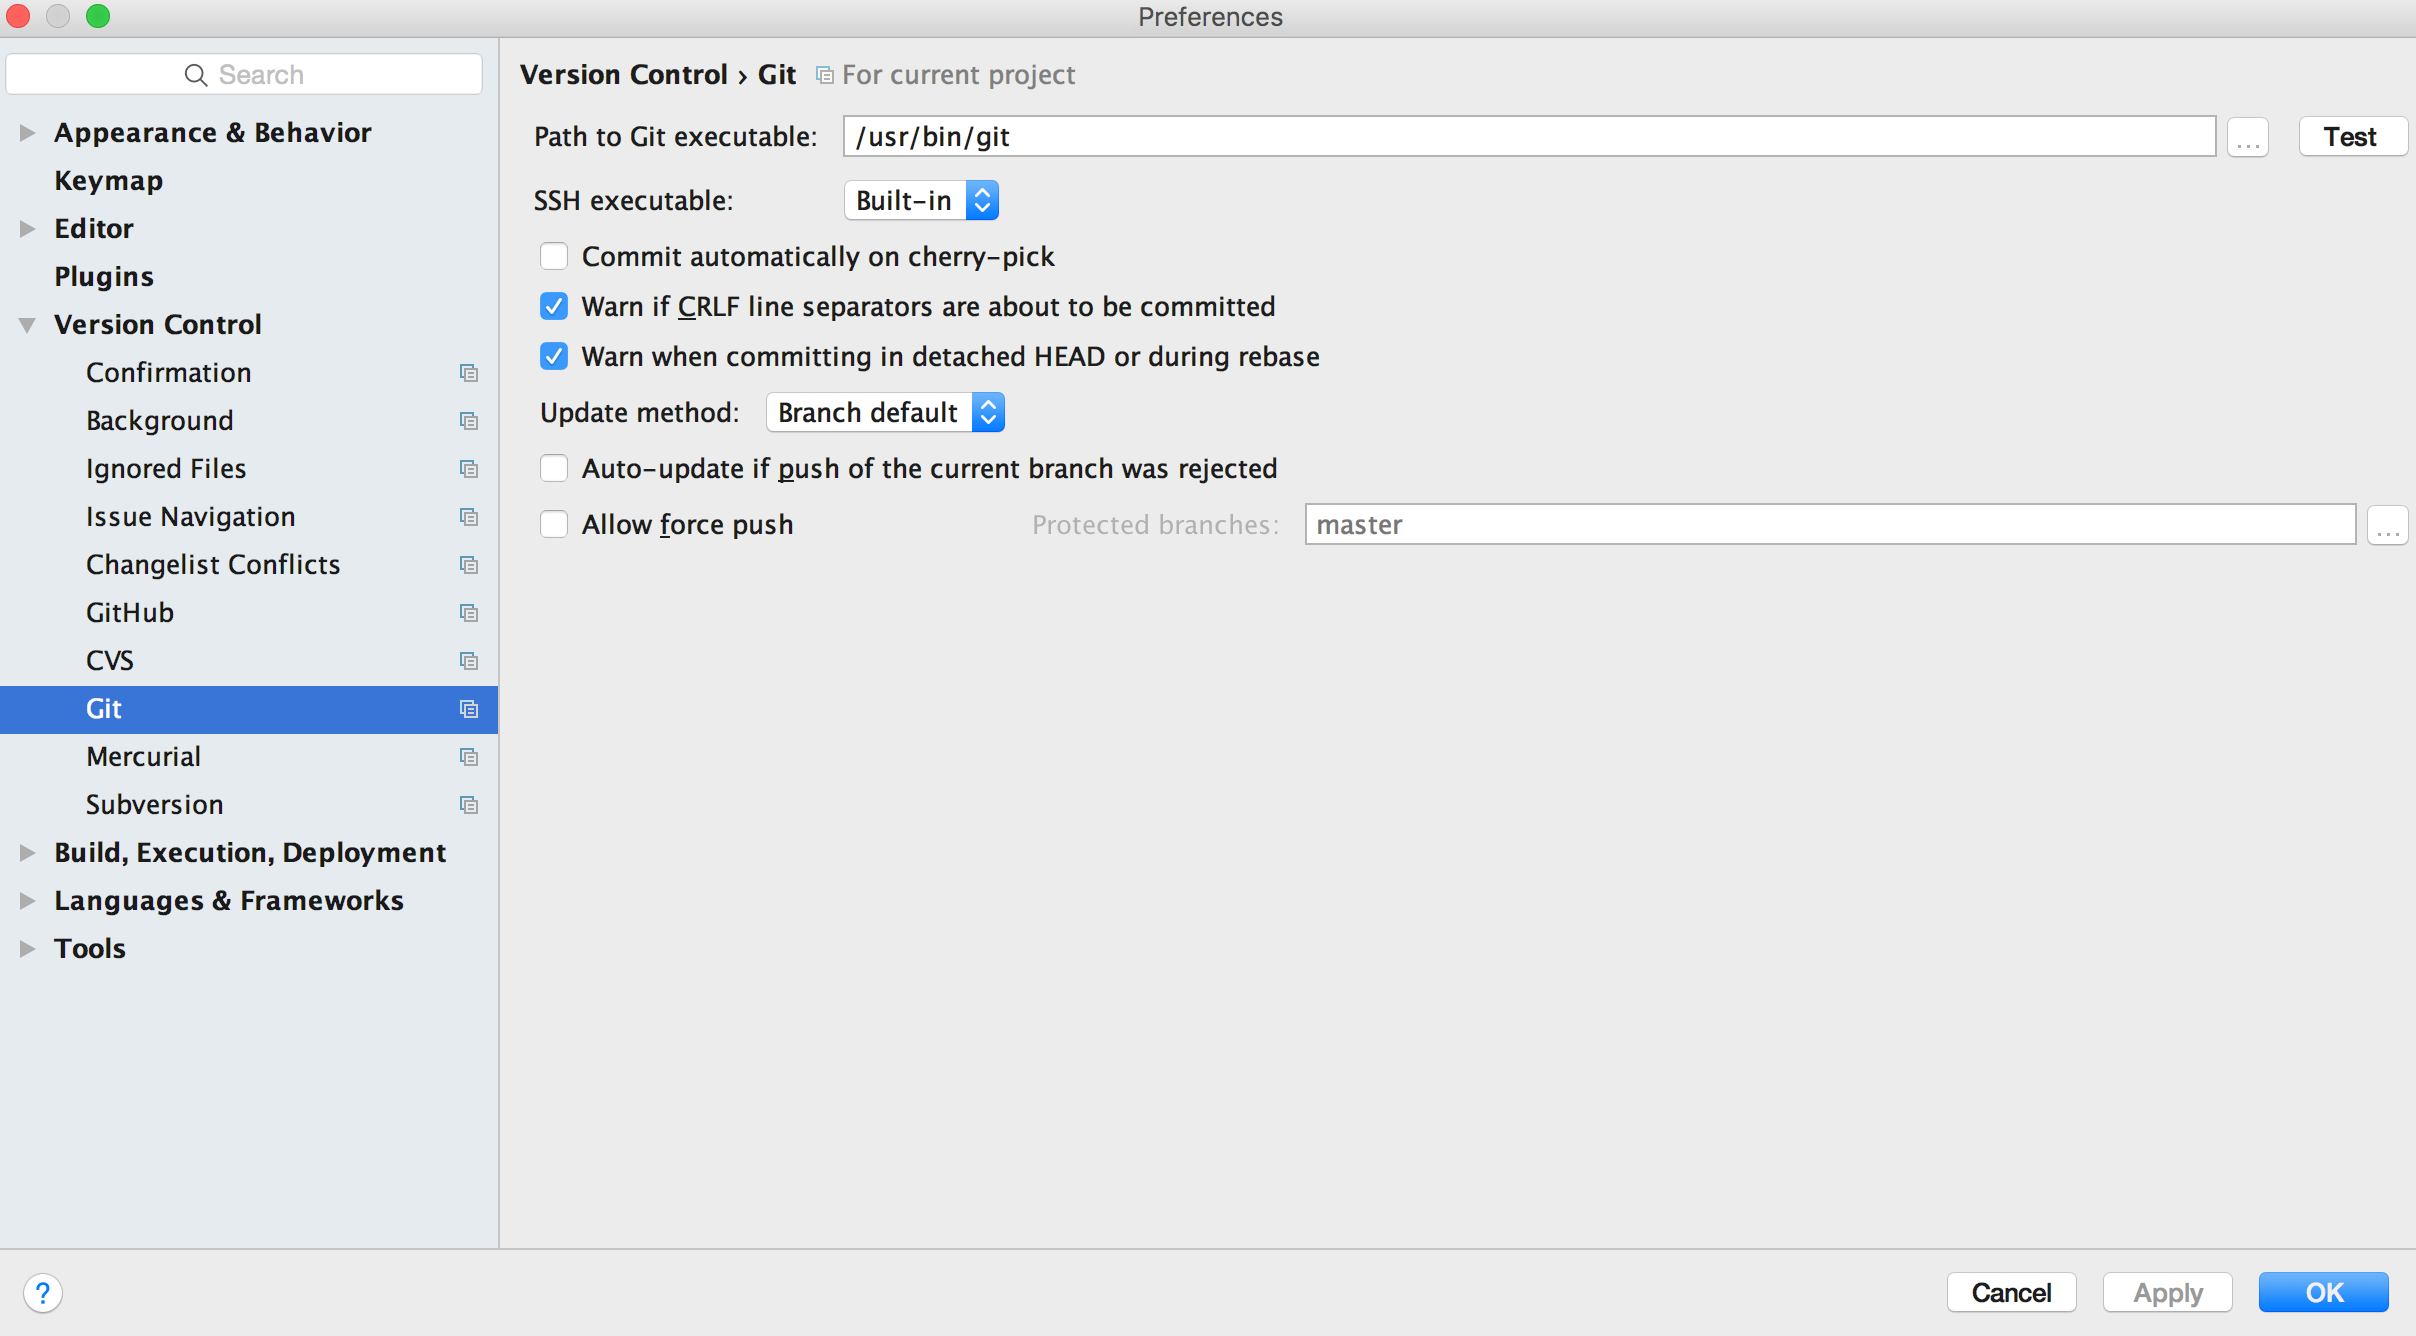 Preferences
Search
Appearance & Behavior
Keymap
Editor
Plugins
Version Control
Confirmation
Background
Ignored Files
Issue Navigation
Changelist Conflicts
GitHub
CVS
Git
Mercurial
Subversion
Build, Execution, Deployment
Languages & Frameworks
Tools
Version Control › Git For current project
Path to Git executable: /usr/bin/git ... Test
SSH executable: Built-in
Commit automatically on cherry-pick
Warn if CRLF line separators are about to be committed
Warn when committing in detached HEAD or during rebase
Update method: Branch default
Auto-update if push of the current branch was rejected
Allow force push Protected branches: master ...
? Cancel Apply OK